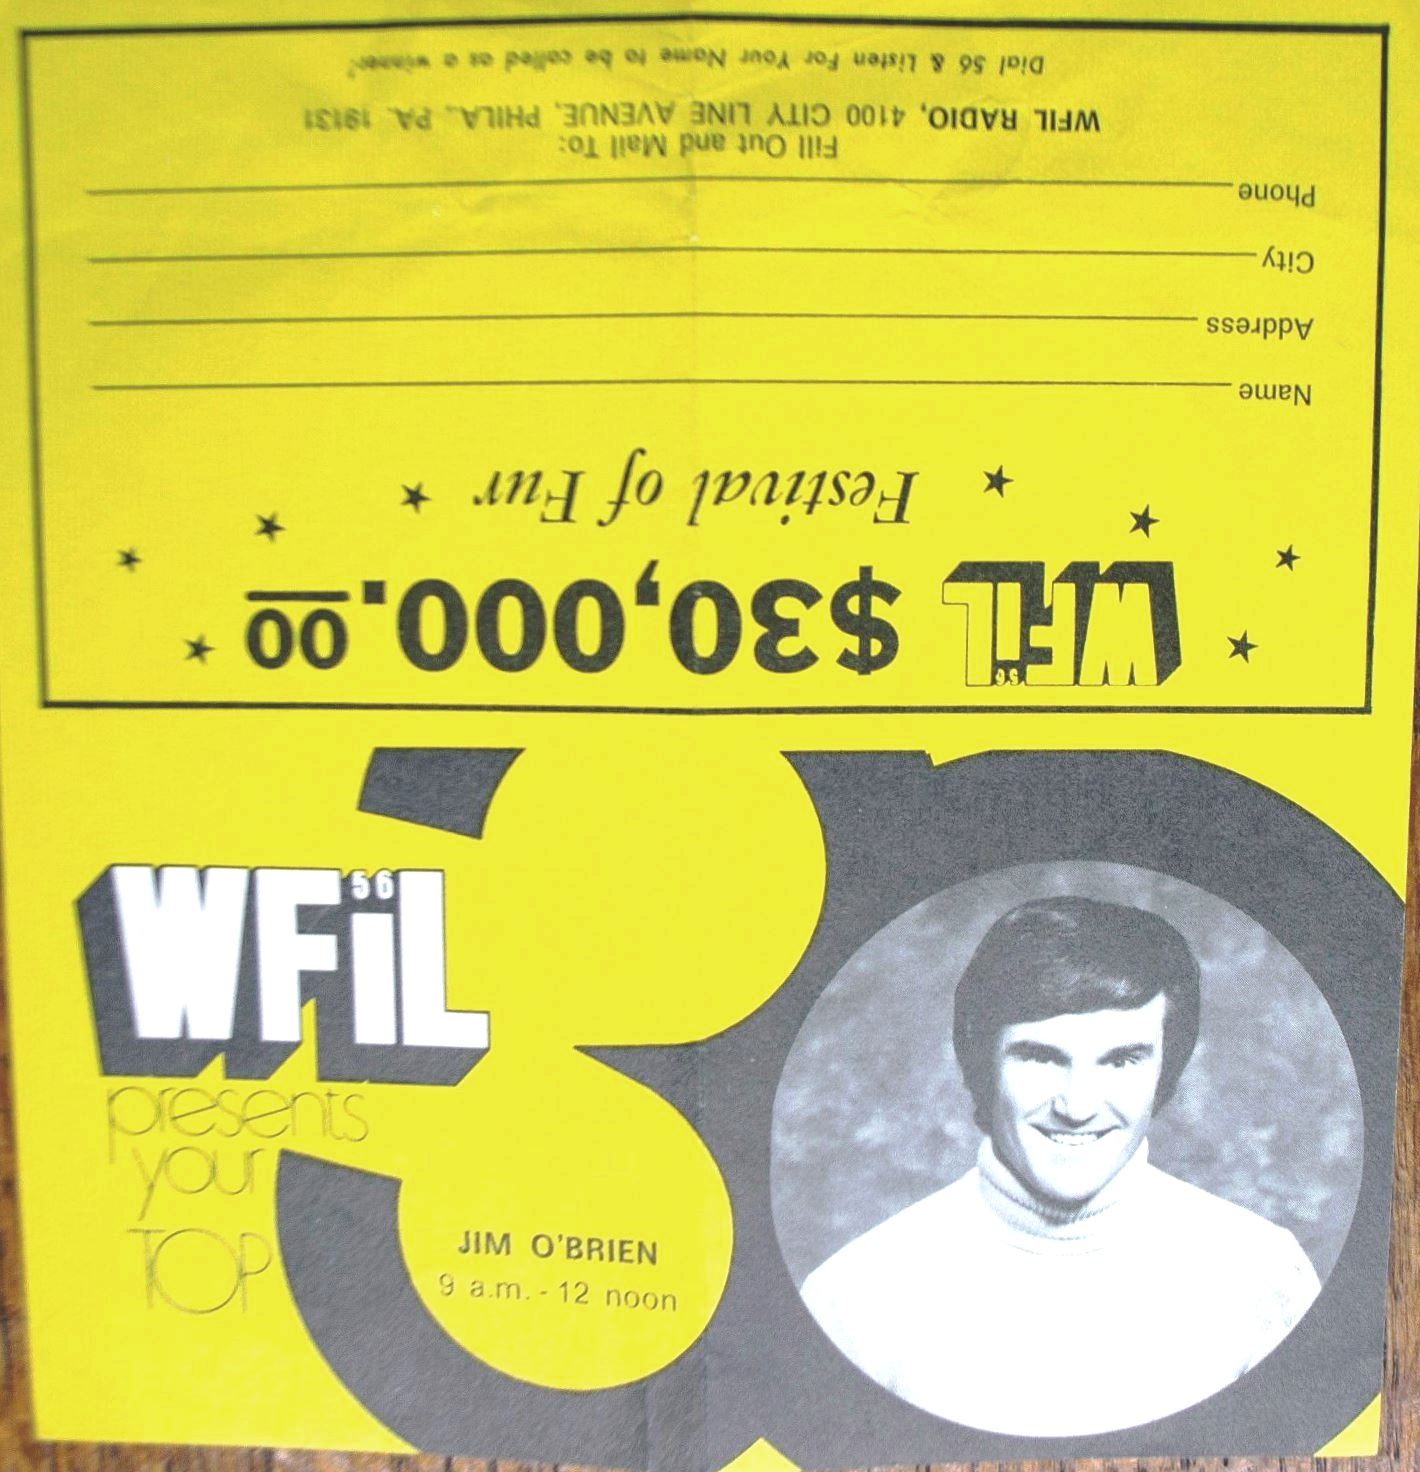 WFiL
56
presents
your
TOP
30
JIM O'BRIEN
9 a.m. - 12 noon
WFiL 56 $30,000.00
Festival of Fur
Name
Address
City
Phone
Fill Out and Mail To:
WFIL RADIO, 4100 CITY LINE AVENUE, PHILA., PA. 19131
Dial 56 & Listen For Your Name to be called as a winner!